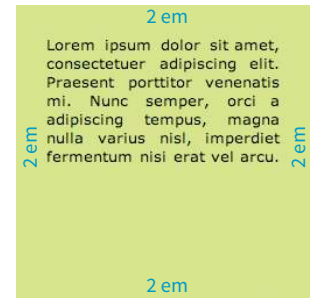 2 em
Lorem ipsum dolor sit amet,
consectetuer adipiscing elit.
Praesent porttitor venenatis
mi. Nunc semper, orci a
adipiscing tempus, magna
nulla varius nisl, imperdiet
fermentum nisi erat vel arcu.
2 em
2 em
2 em